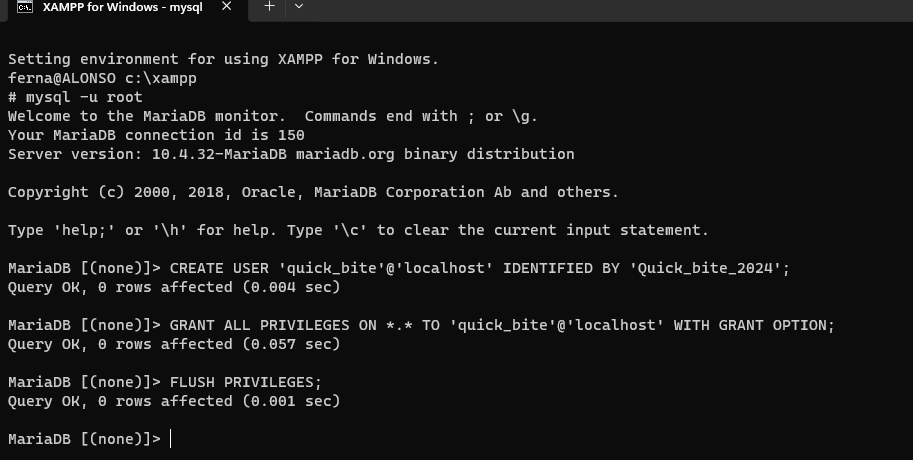 XAMPP for Windows - mysql
Setting environment for using XAMPP for Windows.
ferna@ALONSO c:\xampp
# mysql -u root
Welcome to the MariaDB monitor.  Commands end with ; or \g.
Your MariaDB connection id is 150
Server version: 10.4.32-MariaDB mariadb.org binary distribution
Copyright (c) 2000, 2018, Oracle, MariaDB Corporation Ab and others.
Type 'help;' or '\h' for help. Type '\c' to clear the current input statement.
MariaDB [(none)]> CREATE USER 'quick_bite'@'localhost' IDENTIFIED BY 'Quick_bite_2024';
Query OK, 0 rows affected (0.004 sec)
MariaDB [(none)]> GRANT ALL PRIVILEGES ON *.* TO 'quick_bite'@'localhost' WITH GRANT OPTION;
Query OK, 0 rows affected (0.057 sec)
MariaDB [(none)]> FLUSH PRIVILEGES;
Query OK, 0 rows affected (0.001 sec)
MariaDB [(none)]>